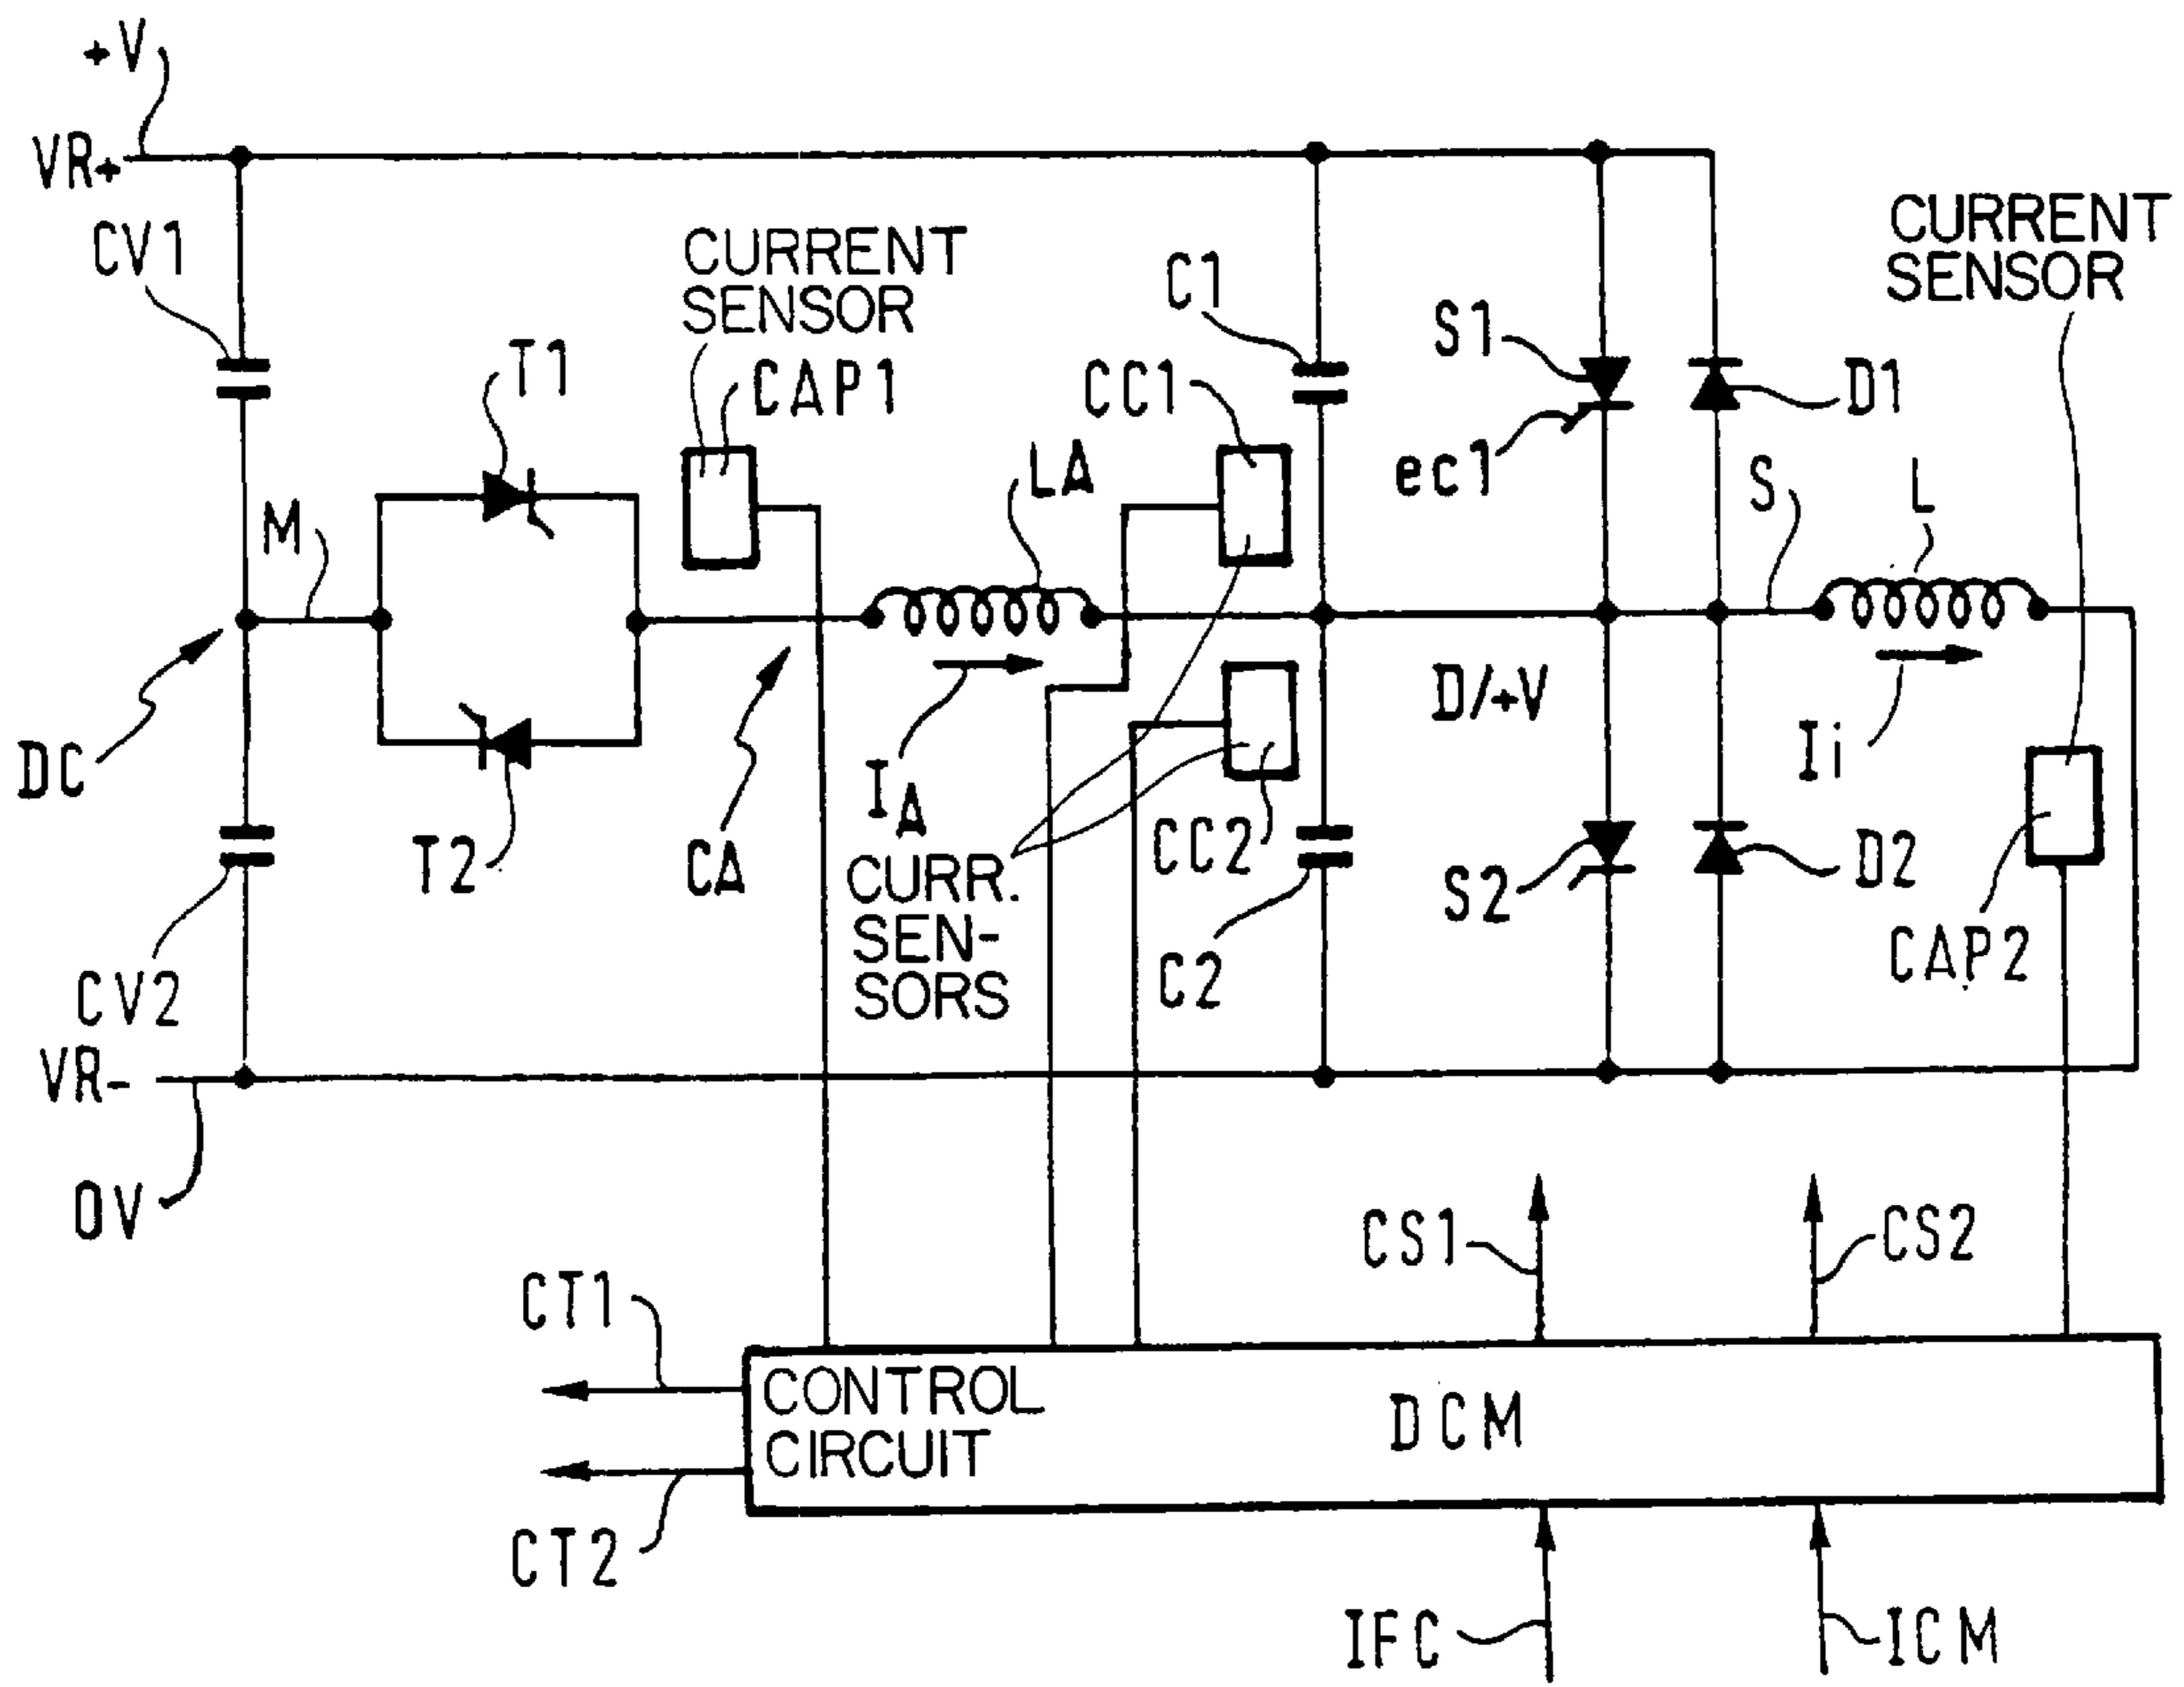 +V
VR+
CV1
CURRENT
SENSOR
CAP1
T1
M
DC
T2
CV2
VR-
0V
CA
LA
IA
CURR.
SEN-
SORS
CC1
CC2
C1
C2
S1
ec1
D1
S
L
CURRENT
SENSOR
D/+V
Ii
S2
D2
CAP2
CS1
CS2
CT1
CT2
CONTROL
CIRCUIT
DCM
IFC
ICM